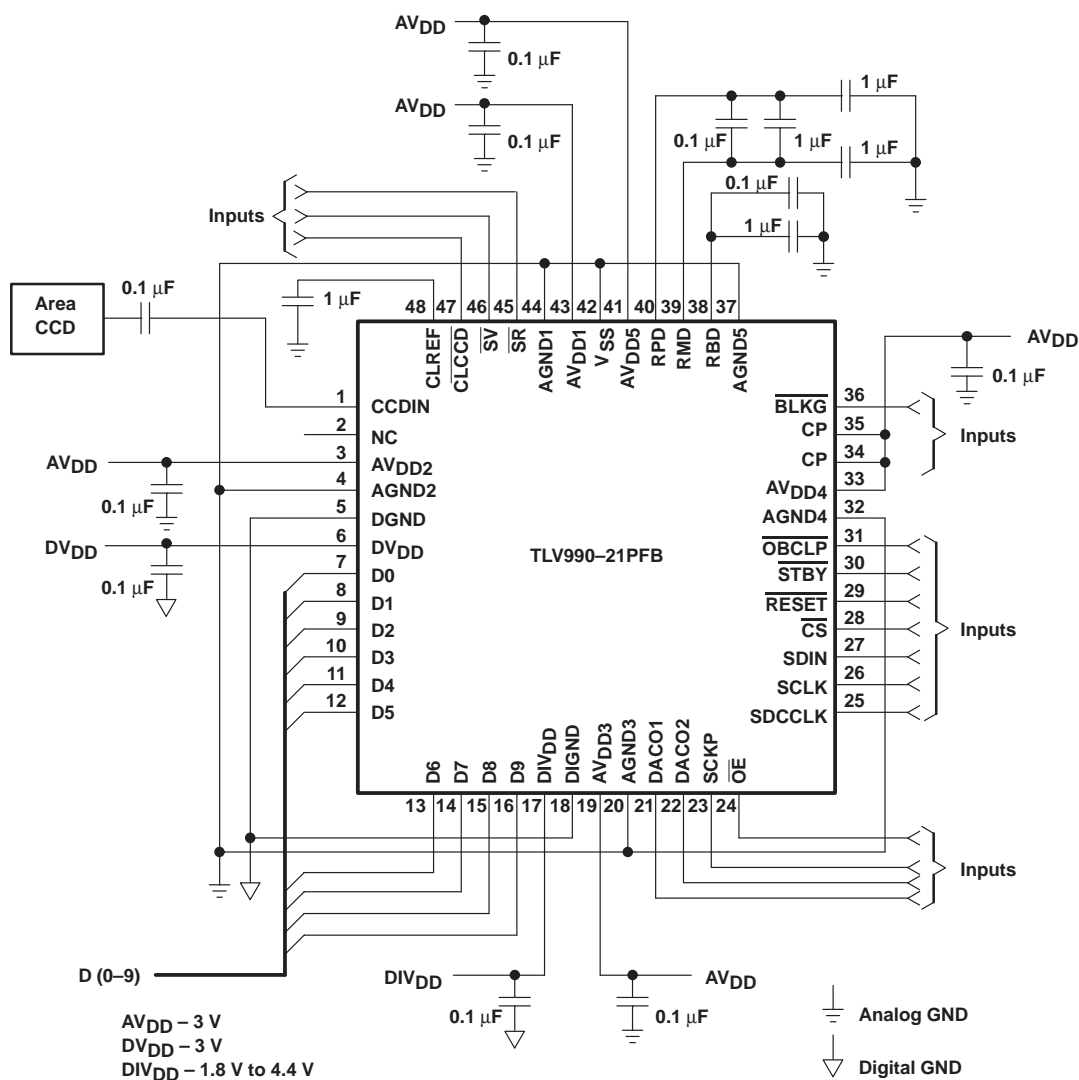 AVDD
0.1 μF
AVDD
0.1 μF
1 μF
0.1 μF
1 μF
1 μF
0.1 μF
1 μF
Inputs
Area
CCD
0.1 μF
1 μF
48 47 46 45 44 43 42 41 40 39 38 37
CLREF
CLCCD
SV
SR
AGND1
AVDD1
VSS
AVDD5
RPD
RMD
RBD
AGND5
AVDD
0.1 μF
1 CCDIN
2 NC
3 AVDD2
4 AGND2
5 DGND
6 DVDD
7 D0
8 D1
9 D2
10 D3
11 D4
12 D5
AVDD
0.1 μF
DVDD
0.1 μF
TLV990–21PFB
BLKG 36
CP 35
CP 34
AVDD4 33
AGND4 32
OBCLP 31
STBY 30
RESET 29
CS 28
SDIN 27
SCLK 26
SDCCLK 25
Inputs
Inputs
D6
D7
D8
D9
DIVDD
DIGND
AVDD3
AGND3
DACO1
DACO2
SCKP
OE
13 14 15 16 17 18 19 20 21 22 23 24
Inputs
D (0–9)
DIVDD
0.1 μF
AVDD
0.1 μF
AVDD – 3 V
DVDD – 3 V
DIVDD – 1.8 V to 4.4 V
Analog GND
Digital GND